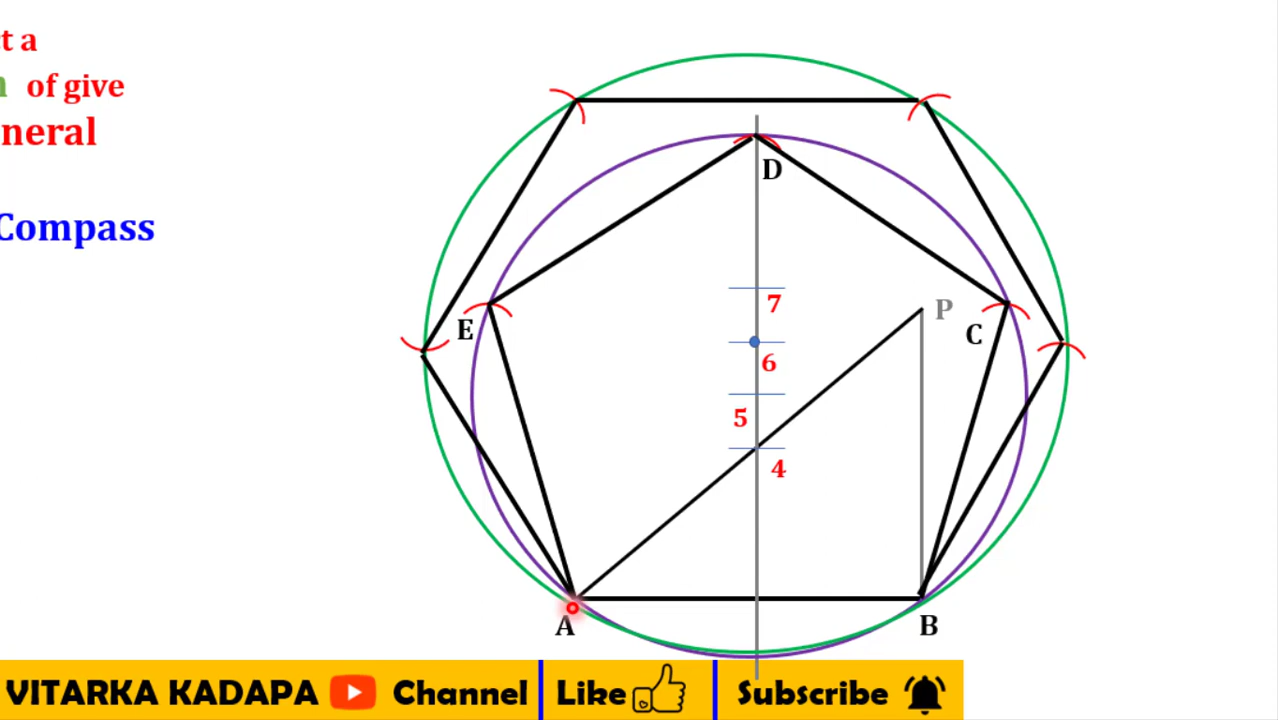 t a
of give
neral
Compass
D
7
P
E
C
6
5
4
A
B
VITARKA KADAPA Channel Like Subscribe